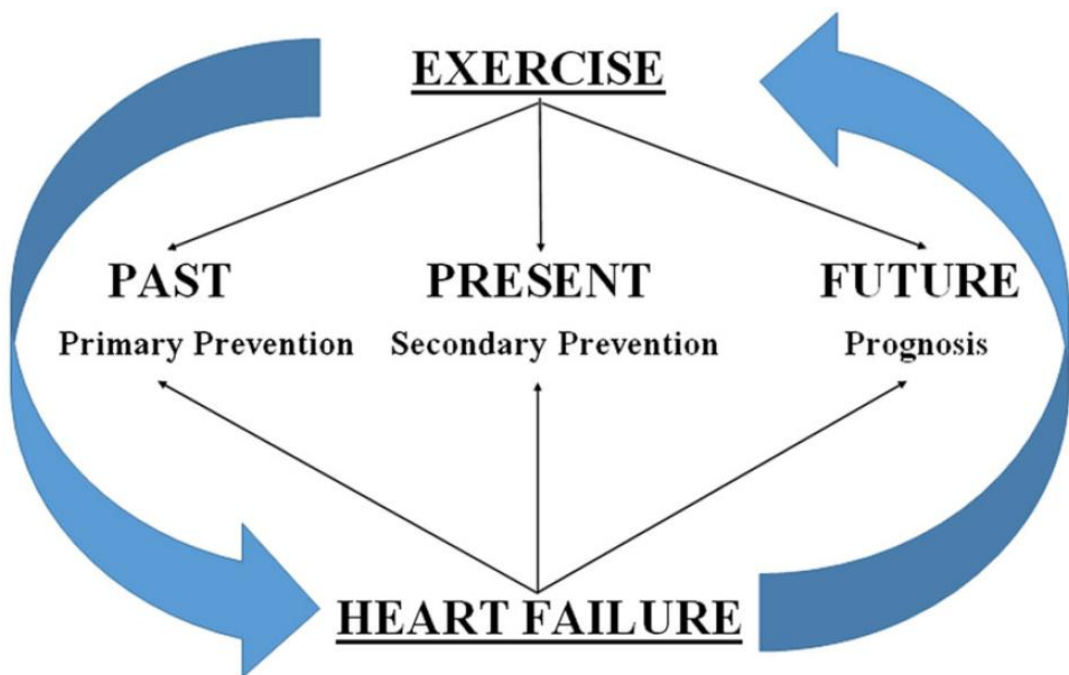 EXERCISE
PAST
PRESENT
FUTURE
Primary Prevention
Secondary Prevention
Prognosis
HEART FAILURE